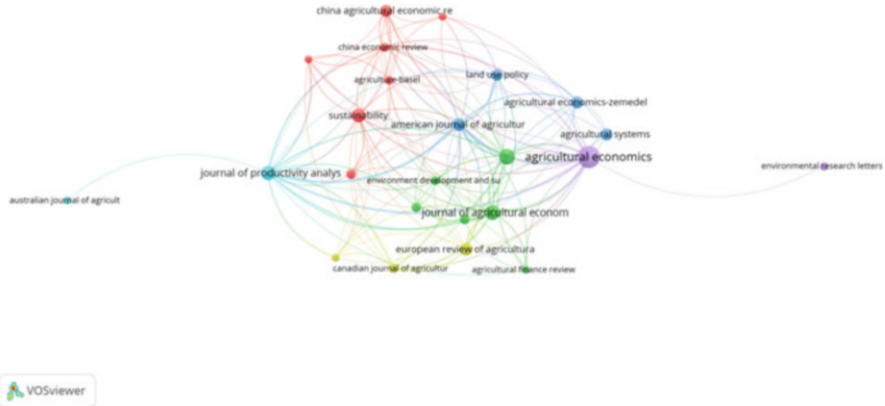 china agricultural economic re
china economic review
agriculture-basel
land use policy
agricultural economics-zemedel
sustainability
american journal of agricultur
agricultural systems
agricultural economics
environmental research letters
journal of productivity analys
environment development and su
australian journal of agricult
journal of agricultural econom
european review of agricultura
canadian journal of agricultur
agricultural finance review
VOSviewer